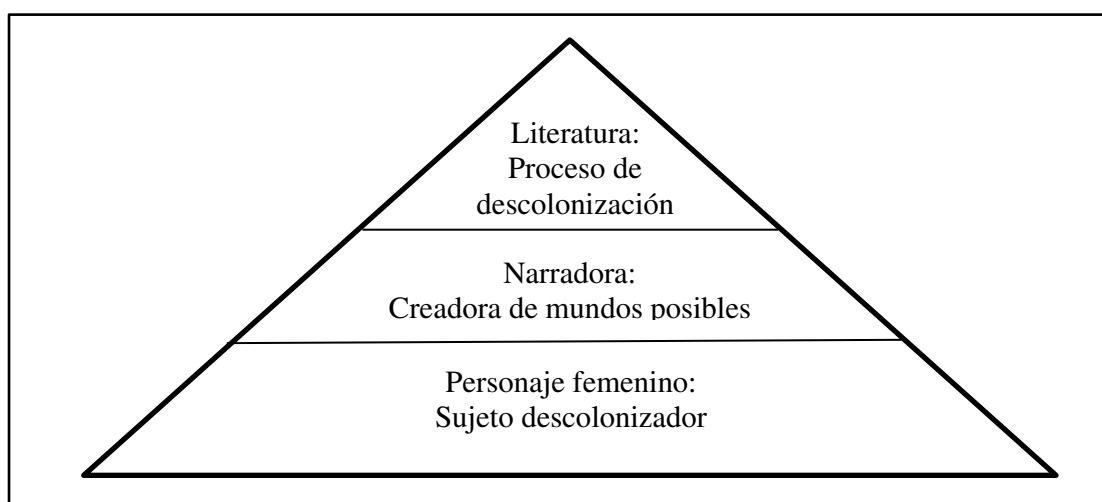 Literatura:
Proceso de
descolonización
Narradora:
Creadora de mundos posibles
Personaje femenino:
Sujeto descolonizador